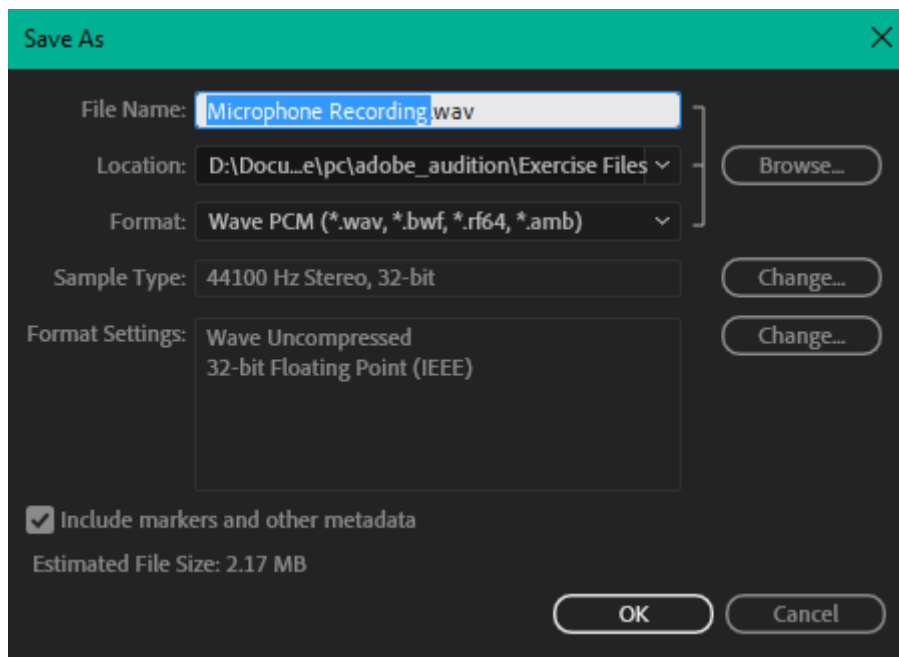 Save As
File Name: Microphone Recording.wav
Location: D:\Docu...e\pc\adobe_audition\Exercise Files Browse...
Format: Wave PCM (*.wav, *.bwf, *.rf64, *.amb)
Sample Type: 44100 Hz Stereo, 32-bit Change...
Format Settings: Wave Uncompressed Change...
32-bit Floating Point (IEEE)
Include markers and other metadata
Estimated File Size: 2.17 MB
OK Cancel